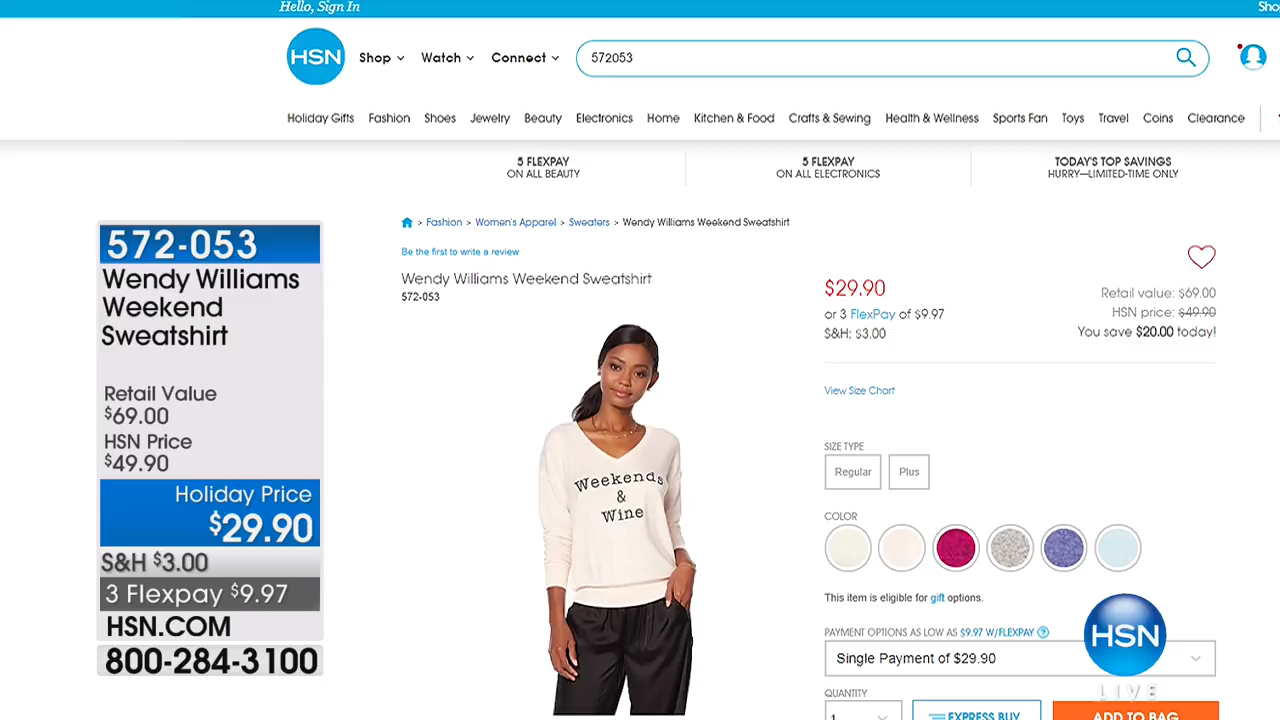 Hello, Sign In
Sho
HSN
Shop
Watch
Connect
572053
Holiday Gifts
Fashion
Shoes
Jewelry
Beauty
Electronics
Home
Kitchen & Food
Crafts & Sewing
Health & Wellness
Sports Fan
Toys
Travel
Coins
Clearance
5 FLEXPAY
ON ALL BEAUTY
5 FLEXPAY
ON ALL ELECTRONICS
TODAY'S TOP SAVINGS
HURRY—LIMITED-TIME ONLY
572-053
Wendy Williams
Weekend
Sweatshirt
Retail Value
$69.00
HSN Price
$49.90
Holiday Price
$29.90
S&H $3.00
3 Flexpay $9.97
HSN.COM
800-284-3100
> Fashion > Women's Apparel > Sweaters > Wendy Williams Weekend Sweatshirt
Be the first to write a review
Wendy Williams Weekend Sweatshirt
572-053
Weekends
&
Wine
$29.90
or 3 FlexPay of $9.97
S&H: $3.00
Retail value: $69.00
HSN price: $49.90
You save $20.00 today!
View Size Chart
SIZE TYPE
Regular
Plus
COLOR
This item is eligible for gift options.
PAYMENT OPTIONS AS LOW AS $9.97 W/FLEXPAY ?
Single Payment of $29.90
QUANTITY
1
EXPRESS BUY
ADD TO BAG
HSN
LIVE